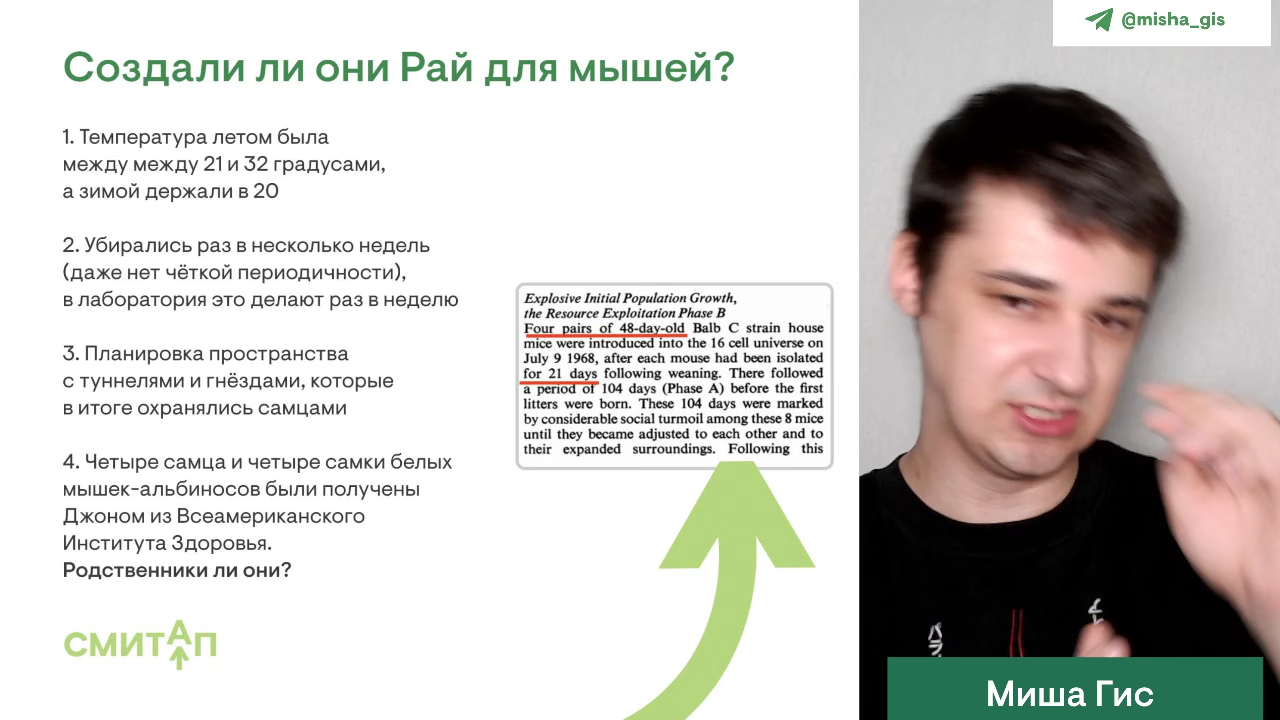 Создали ли они Рай для мышей?
1. Температура летом была
между между 21 и 32 градусами,
а зимой держали в 20
2. Убирались раз в несколько недель
(даже нет чёткой периодичности),
в лаборатория это делают раз в неделю
3. Планировка пространства
с туннелями и гнёздами, которые
в итоге охранялись самцами
4. Четыре самца и четыре самки белых
мышек-альбиносов были получены
Джоном из Всеамериканского
Института Здоровья.
Родственники ли они?
СМИТАП
Explosive Initial Population Growth,
the Resource Exploitation Phase B
Four pairs of 48-day-old Balb C strain house
mice were introduced into the 16 cell universe on
July 9 1968, after each mouse had been isolated
for 21 days following weaning. There followed
a period of 104 days (Phase A) before the first
litters were born. These 104 days were marked
by considerable social turmoil among these 8 mice
until they became adjusted to each other and to
their expanded surroundings. Following this
@misha_gis
Миша Гис